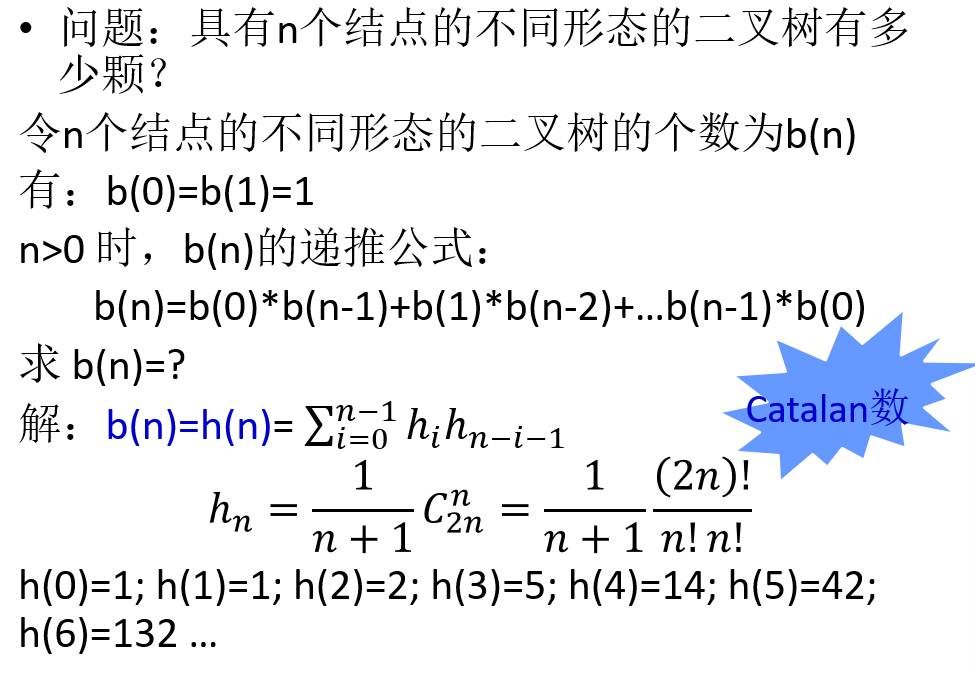 • 问题：具有n个结点的不同形态的二叉树有多
少颗？
令n个结点的不同形态的二叉树的个数为b(n)
有：b(0)=b(1)=1
n>0 时，b(n)的递推公式：
b(n)=b(0)*b(n-1)+b(1)*b(n-2)+…b(n-1)*b(0)
求 b(n)=?
Catalan数
解：b(n)=h(n)= $\sum_{i=0}^{n-1} h_i h_{n-i-1}$
$h_n = \frac{1}{n+1} C_{2n}^{n} = \frac{1}{n+1} \frac{(2n)!}{n!\,n!}$
h(0)=1; h(1)=1; h(2)=2; h(3)=5; h(4)=14; h(5)=42;
h(6)=132 …